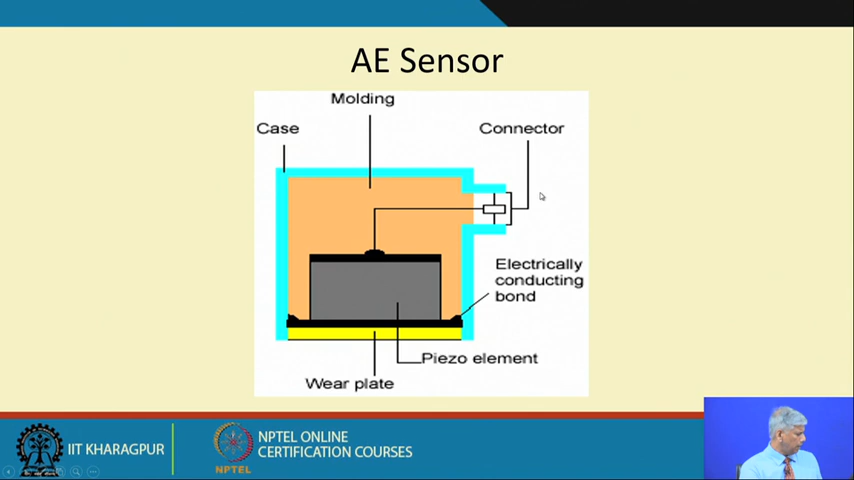 AE Sensor
Molding
Case
Connector
Electrically
conducting
bond
Piezo element
Wear plate
IIT KHARAGPUR
NPTEL
NPTEL ONLINE
CERTIFICATION COURSES